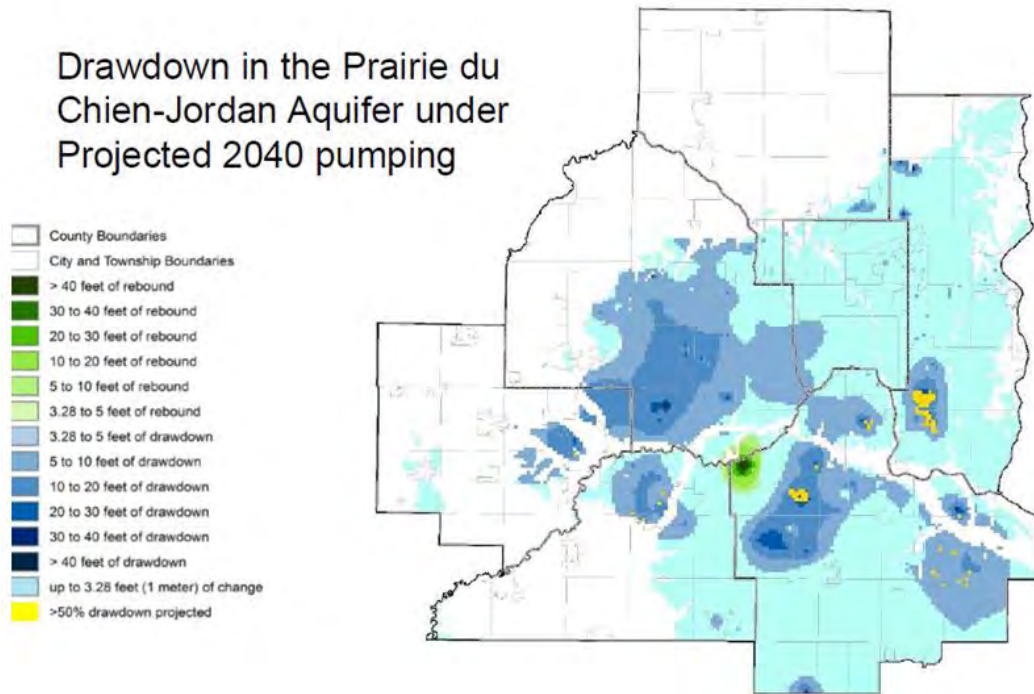 Drawdown in the Prairie du
Chien-Jordan Aquifer under
Projected 2040 pumping
County Boundaries
City and Township Boundaries
> 40 feet of rebound
30 to 40 feet of rebound
20 to 30 feet of rebound
10 to 20 feet of rebound
5 to 10 feet of rebound
3.28 to 5 feet of rebound
3.28 to 5 feet of drawdown
5 to 10 feet of drawdown
10 to 20 feet of drawdown
20 to 30 feet of drawdown
30 to 40 feet of drawdown
> 40 feet of drawdown
up to 3.28 feet (1 meter) of change
>50% drawdown projected